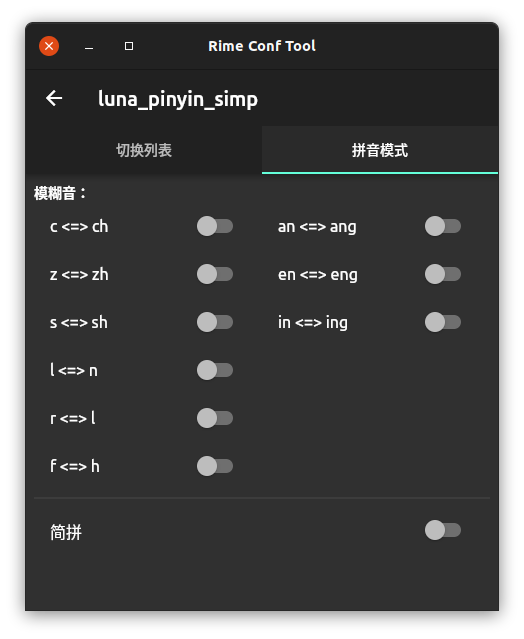 Rime Conf Tool
luna_pinyin_simp
切换列表 拼音模式
模糊音：
c <=> ch an <=> ang
z <=> zh en <=> eng
s <=> sh in <=> ing
l <=> n
r <=> l
f <=> h
简拼